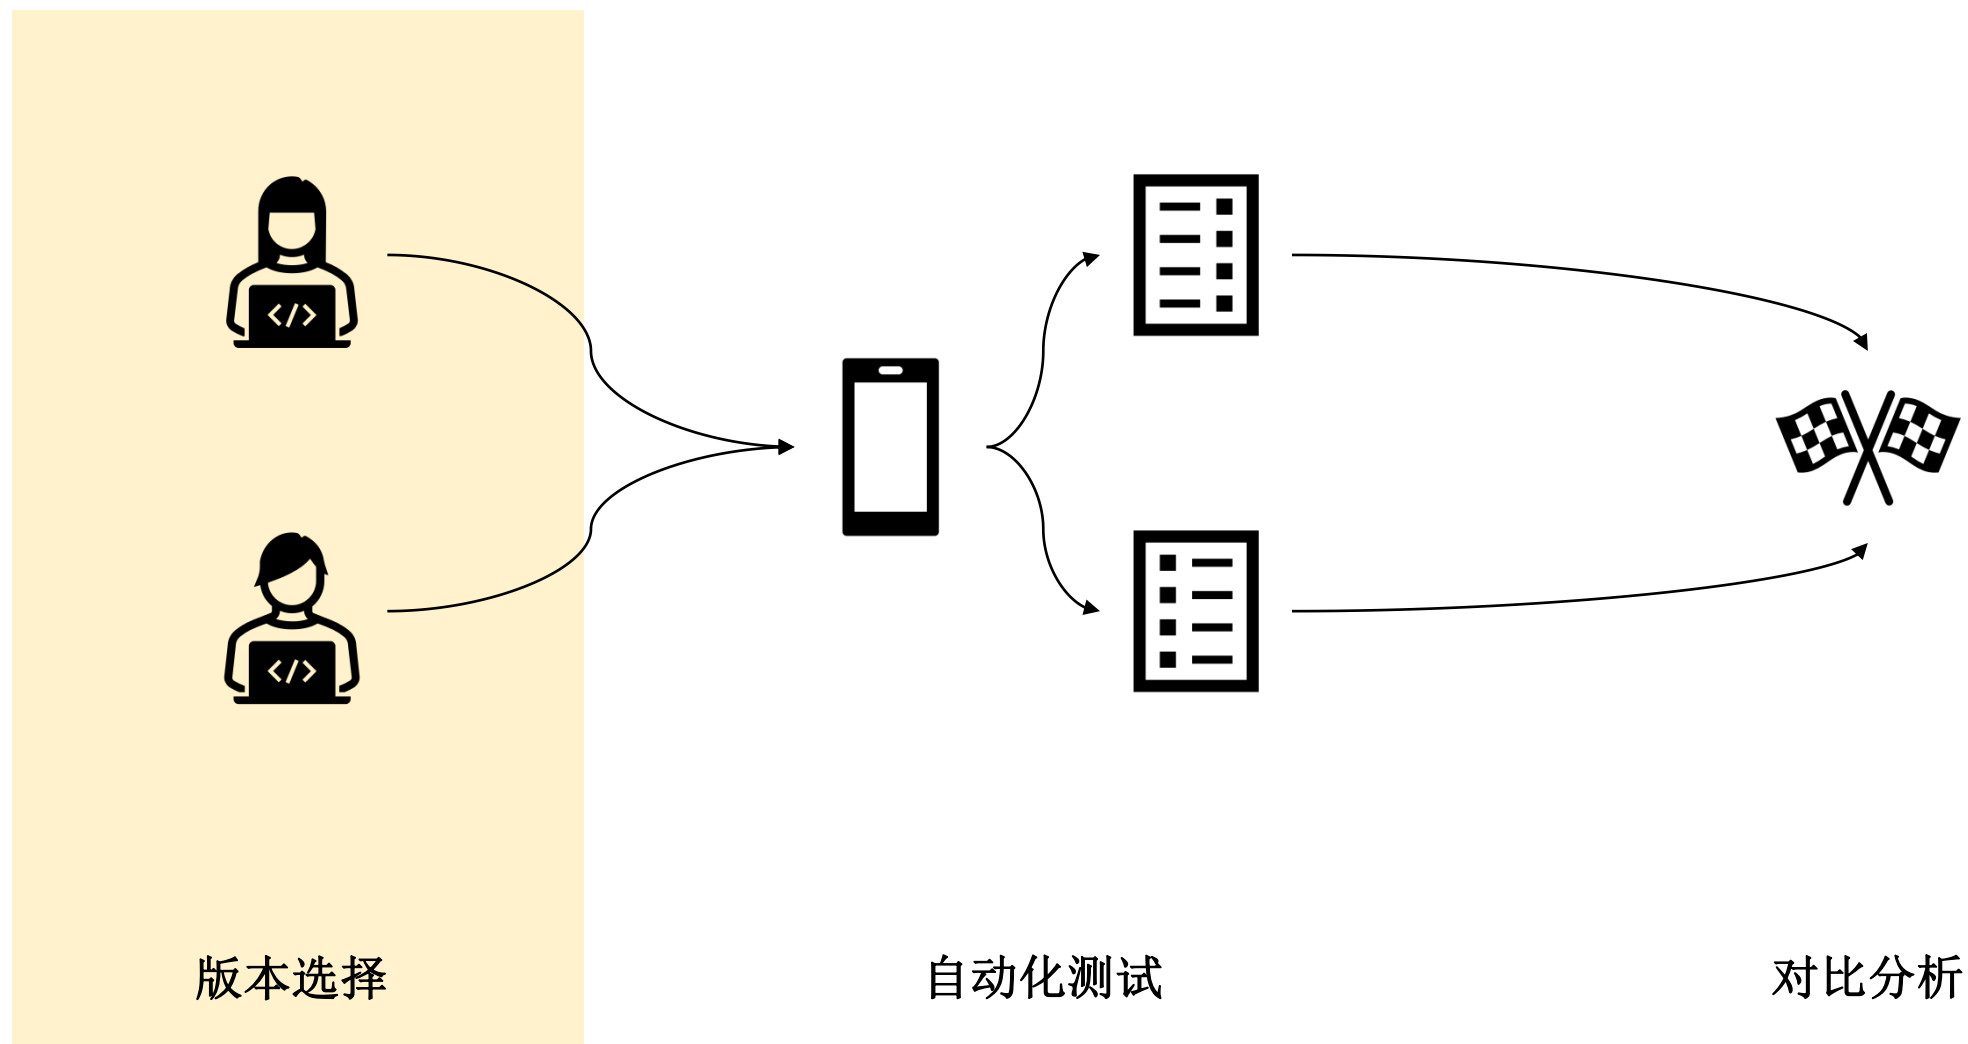 </>
</>
版本选择
自动化测试
对比分析